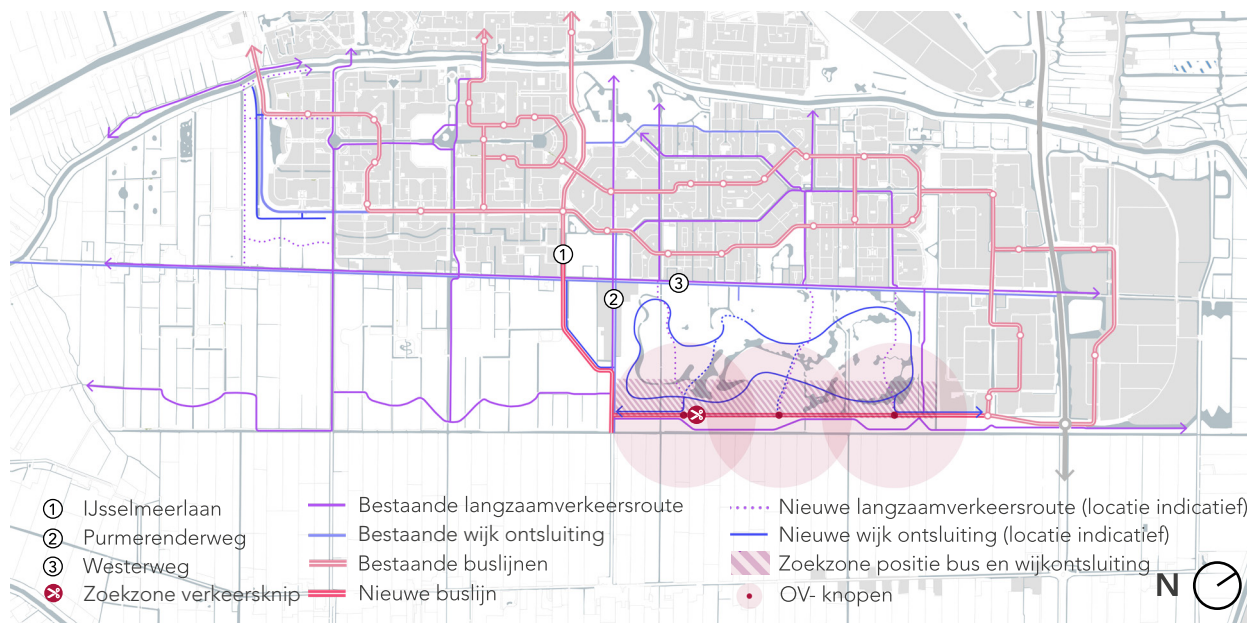 1
2
3
1 IJsselmeerlaan
2 Purmerenderweg
3 Westerweg
Zoekzone verkeersknip
Bestaande langzaamverkeersroute
Bestaande wijk ontsluiting
Bestaande buslijnen
Nieuwe buslijn
Nieuwe langzaamverkeersroute (locatie indicatief)
Nieuwe wijk ontsluiting (locatie indicatief)
Zoekzone positie bus en wijkontsluiting
OV- knopen
N